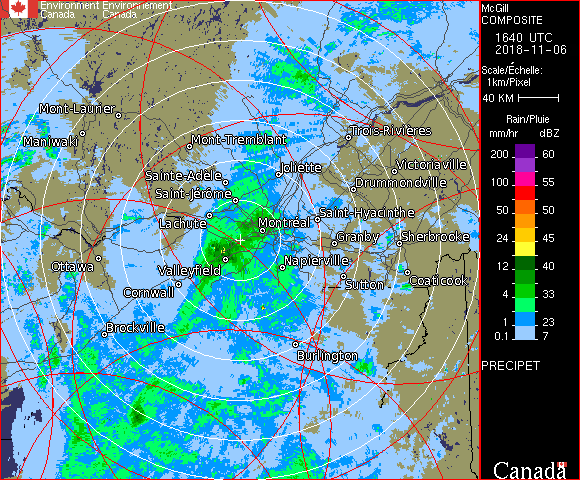 Environment Environnement
Canada Canada
McGill
COMPOSITE
1640 UTC
2018-11-06
Scale/Échelle:
1km/Pixel
40 KM
Rain/Pluie
mm/hr dBZ
200 60
100 55
50 50
24 45
12 40
4 33
1 23
0.1 7
PRECIPET
Canada
Mont-Laurier
Maniwaki
Mont-Tremblant
Trois-Rivières
Sainte-Adèle
Joliette
Victoriaville
Saint-Jérôme
Drummondville
Lachute
Montréal
Saint-Hyacinthe
Granby
Sherbrooke
Ottawa
Valleyfield
Napierville
Cornwall
Sutton
Coaticook
Brockville
Burlington